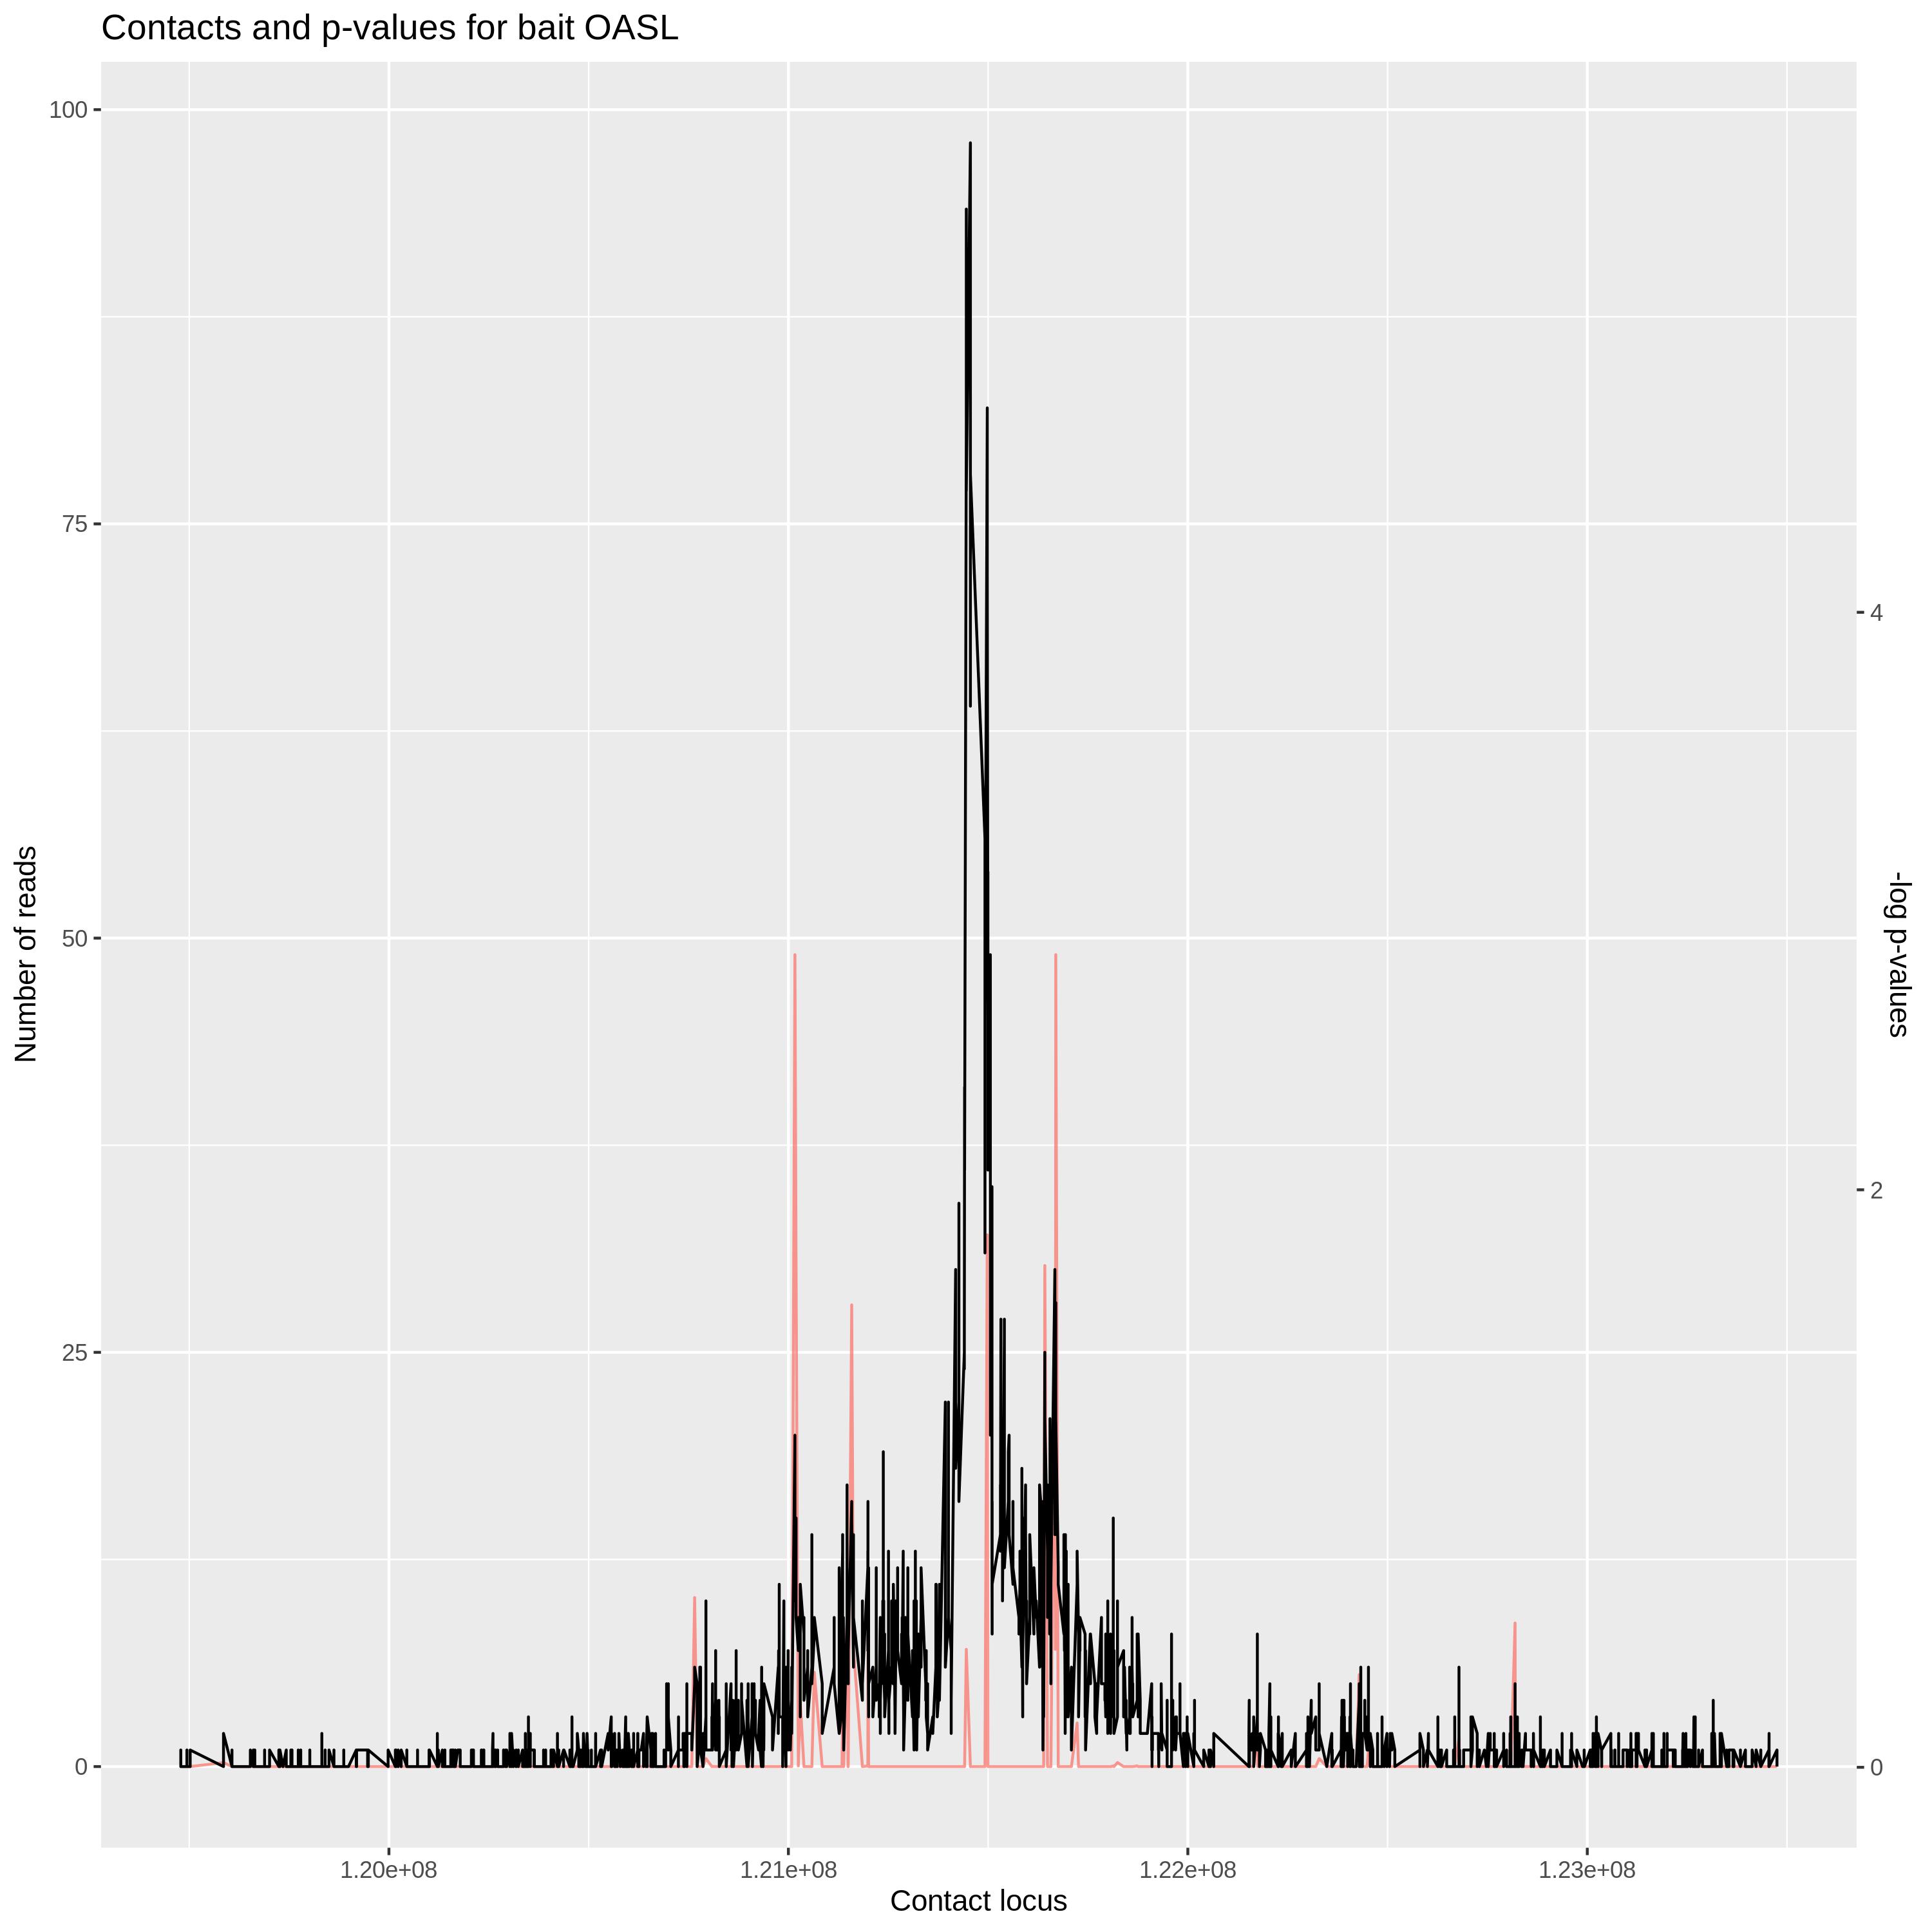 Contacts and p-values for bait OASL
100
75
50
25
0
Number of reads
4
2
0
-log p-values
1.20e+08
1.21e+08
1.22e+08
1.23e+08
Contact locus